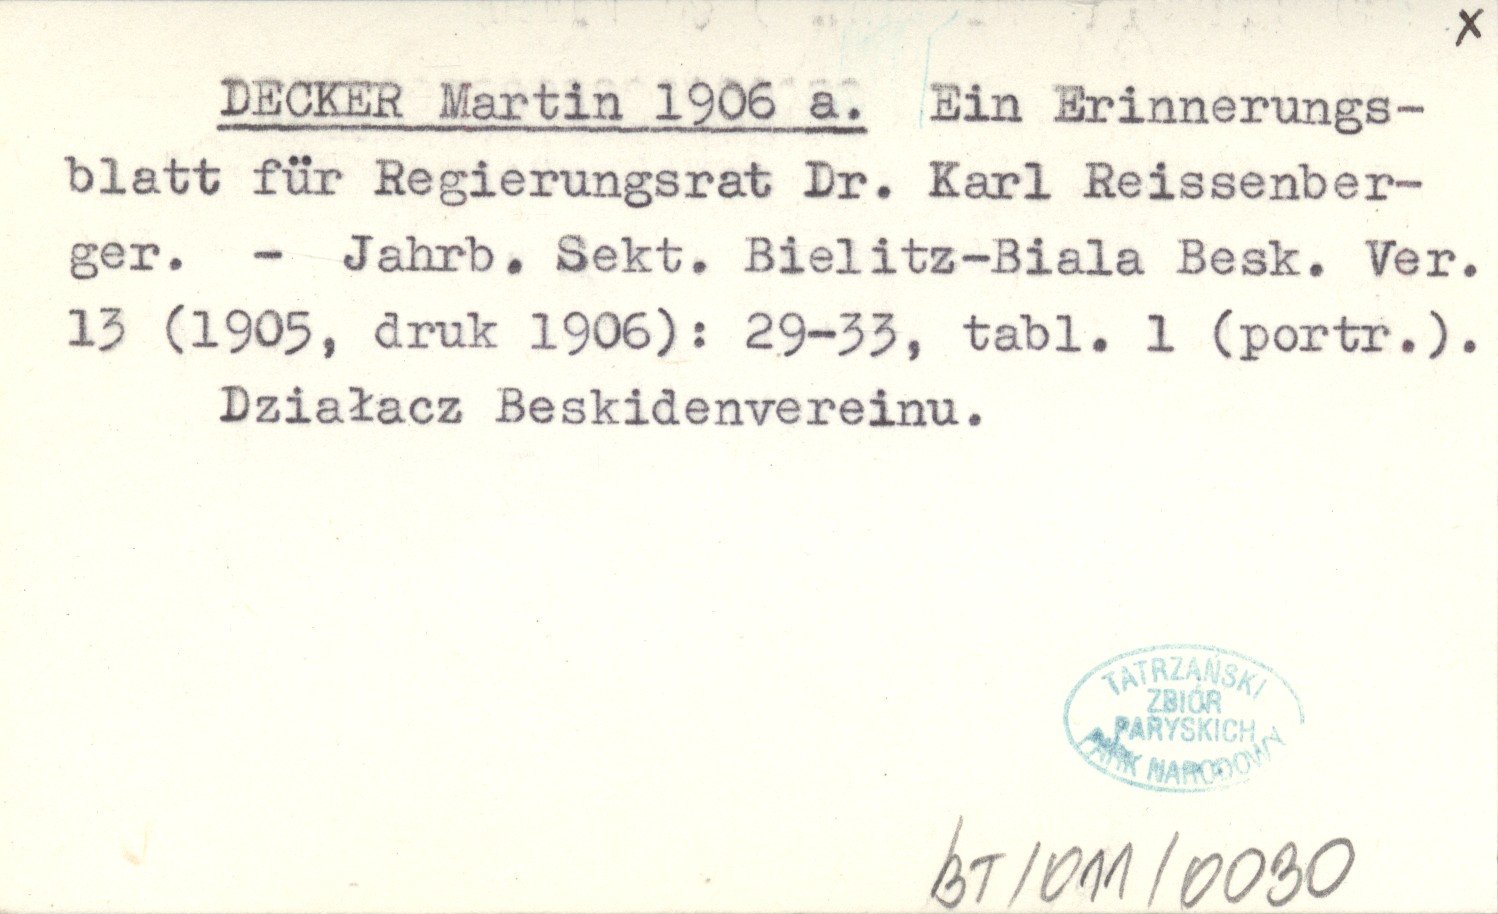 x
DECKER Martin 1906 a. Ein Erinnerungs-
blatt für Regierungsrat Dr. Karl Reissenber-
ger. - Jahrb. Sekt. Bielitz-Biala Besk. Ver.
13 (1905, druk 1906): 29-33, tabl. 1 (portr.).
Działacz Beskidenvereinu.
TATRZAŃSKI
ZBIÓR
PARYSKICH
PARK NARODOWY
BT/011/0030